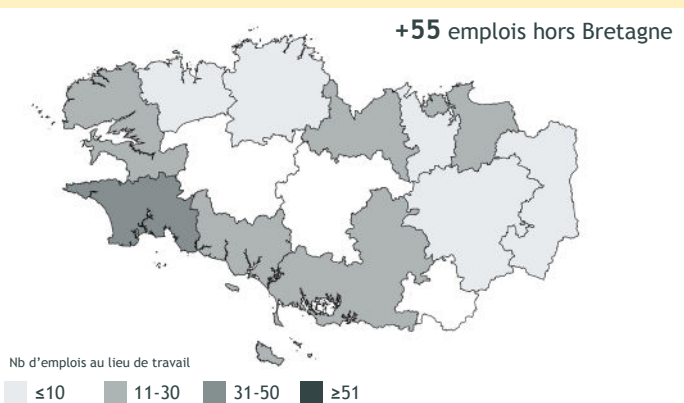 +55 emplois hors Bretagne
Nb d'emplois au lieu de travail
≤10 11-30 31-50 ≥51